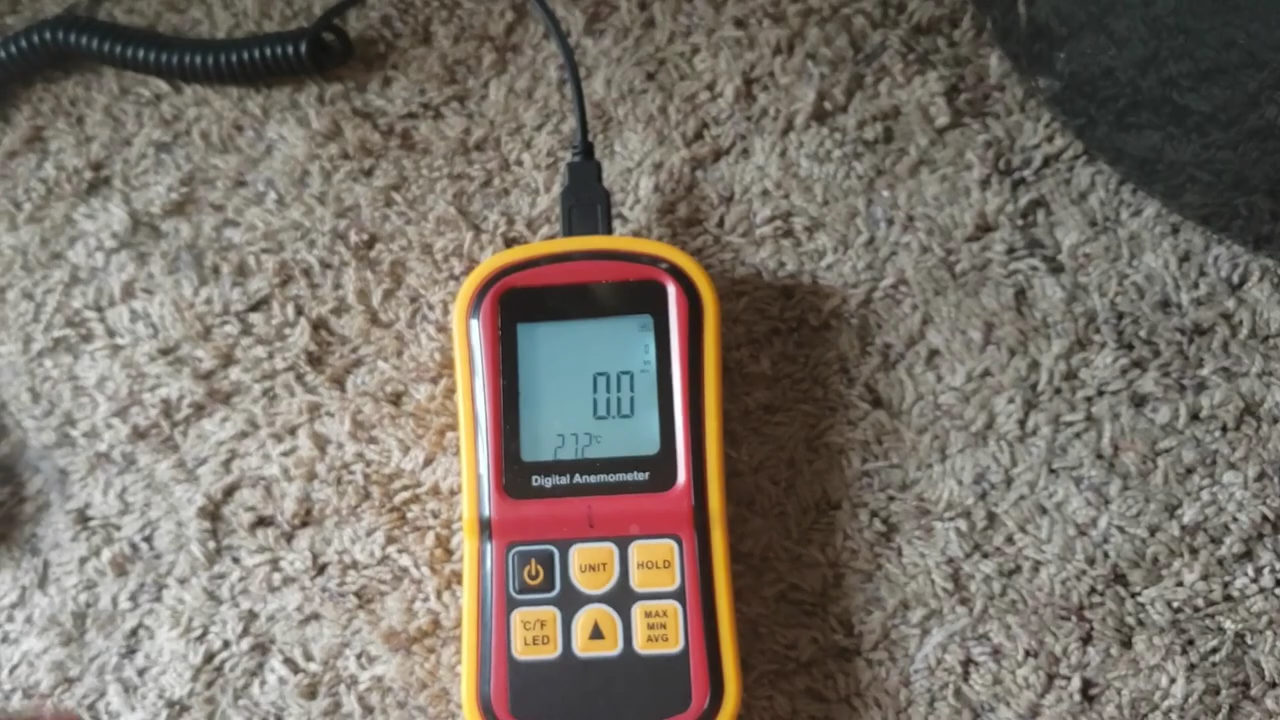 0.0
27.2°C
Digital Anemometer
UNIT
HOLD
°C/°F
LED
MAX
MIN
AVG